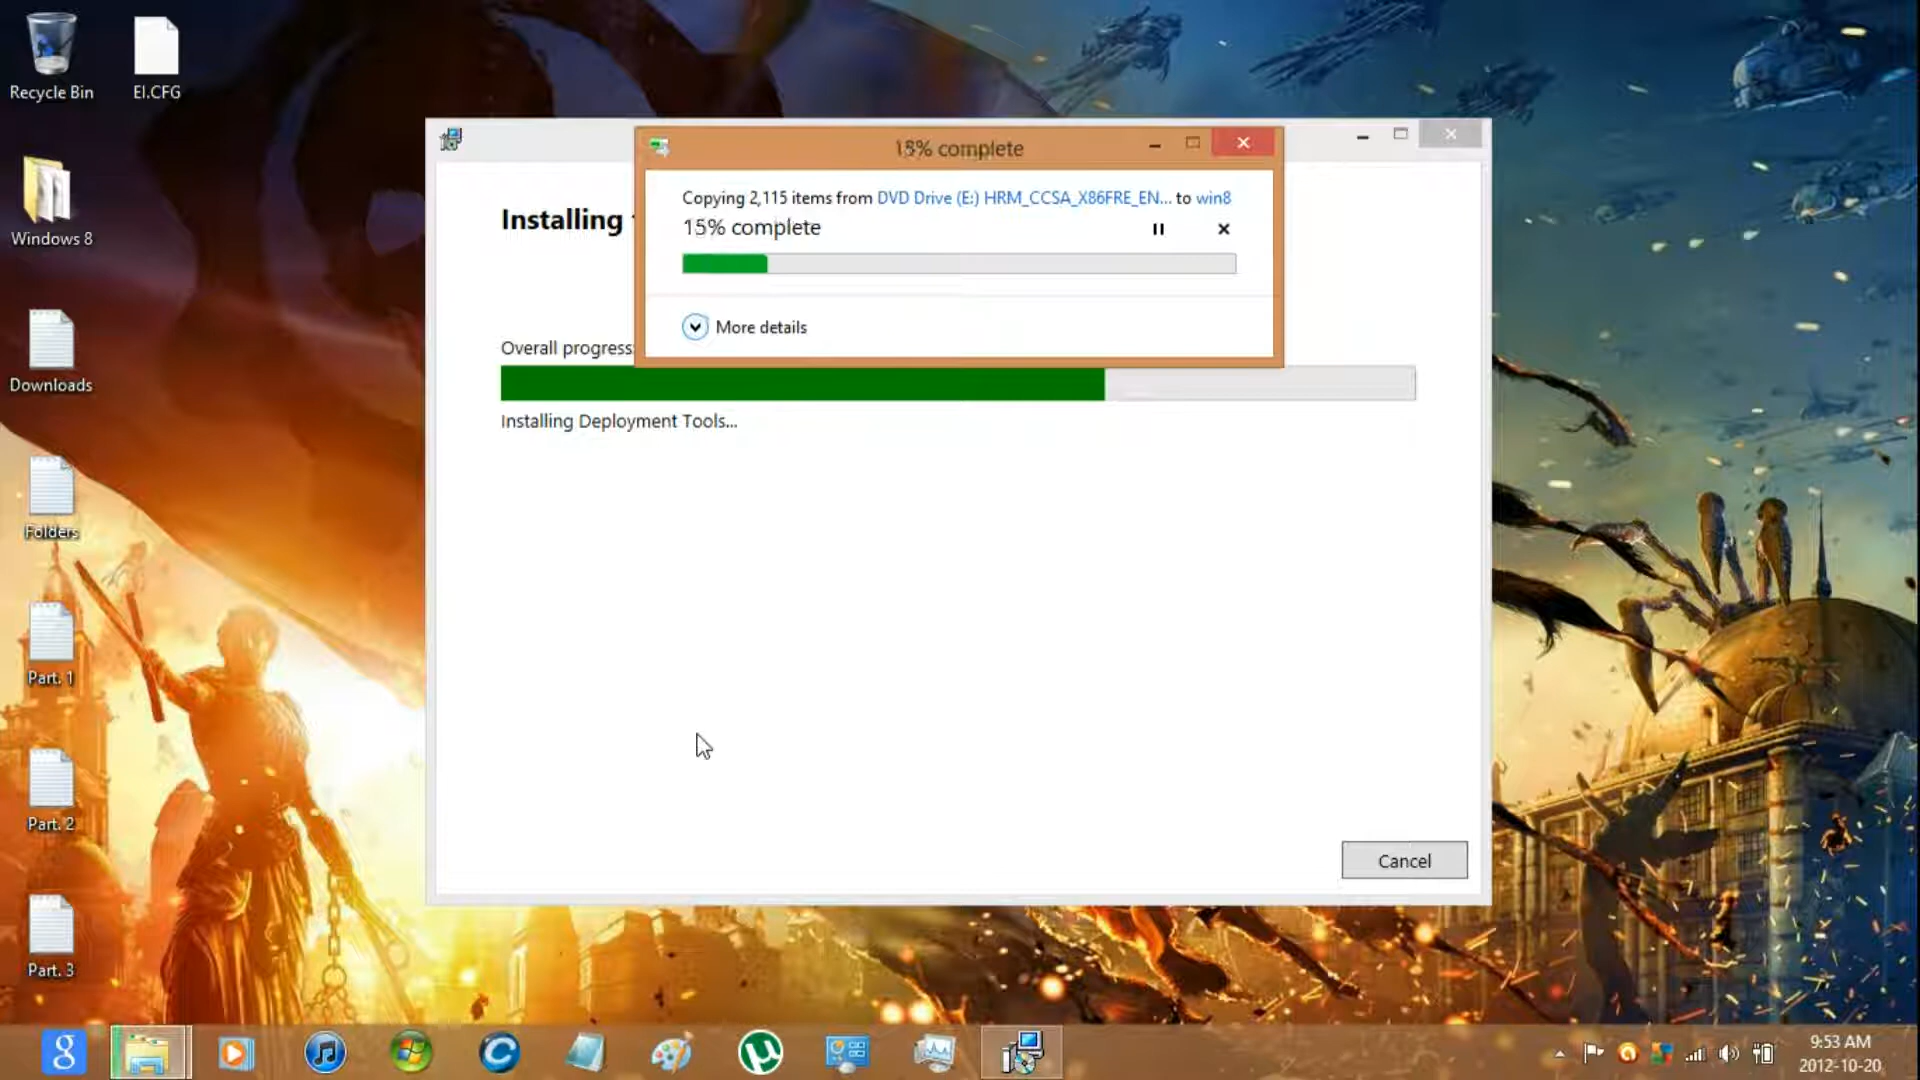 Recycle Bin
EI.CFG
Windows 8
Downloads
Folders
Part. 1
Part. 2
Part. 3
complete
Copying 2,115 items from DVD Drive (E:) HRM_CCSA_X86FRE_EN... to win8
15% complete
More details
Installing
Overall progress:
Installing Deployment Tools...
Cancel
9:53 AM
2012-10-20